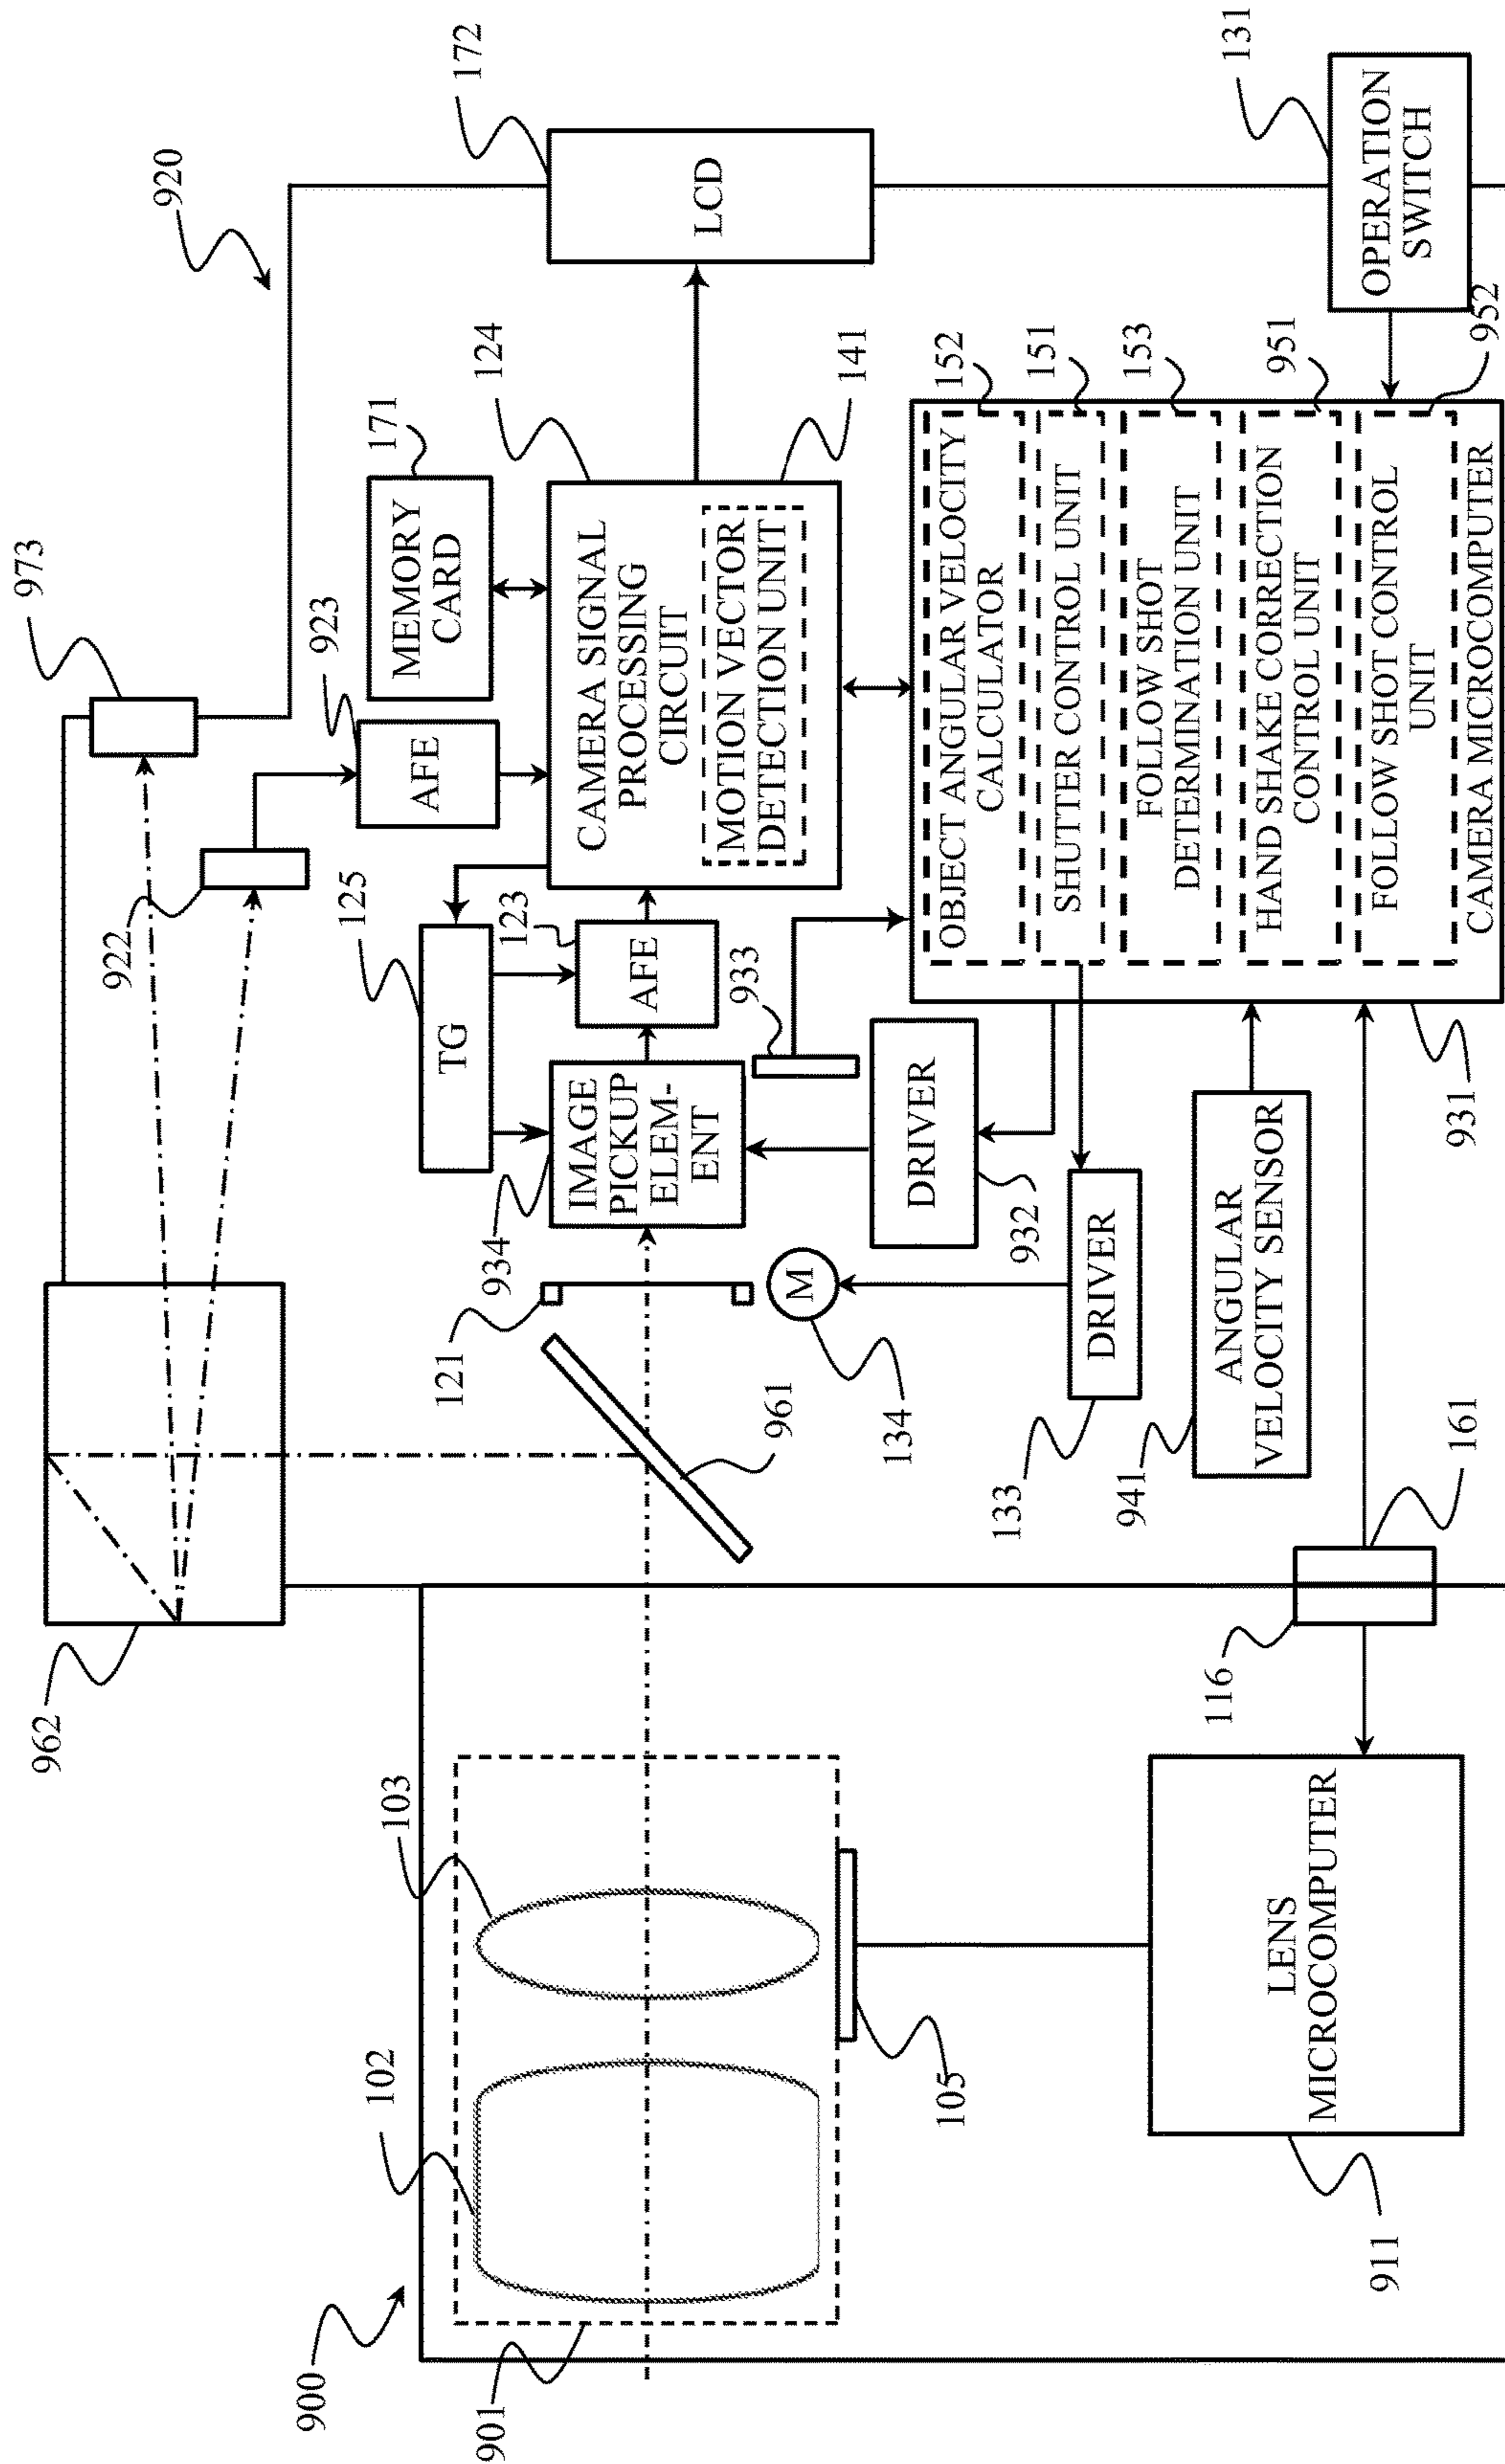 973
920
172
962
922
923
171
124
125
123
141
AFE
MEMORY
CARD
CAMERA SIGNAL
PROCESSING
CIRCUIT
MOTION VECTOR
DETECTION UNIT
LCD
TG
AFE
900
901
102
103
121
934
IMAGE
PICKUP
ELEM-
ENT
933
961
M
134
DRIVER
932
133
DRIVER
152
151
153
951
952
131
OBJECT ANGULAR VELOCITY
CALCULATOR
SHUTTER CONTROL UNIT
FOLLOW SHOT
DETERMINATION UNIT
HAND SHAKE CORRECTION
CONTROL UNIT
FOLLOW SHOT CONTROL
UNIT
CAMERA MICROCOMPUTER
OPERATION
SWITCH
105
941
ANGULAR
VELOCITY SENSOR
931
116
161
LENS
MICROCOMPUTER
911